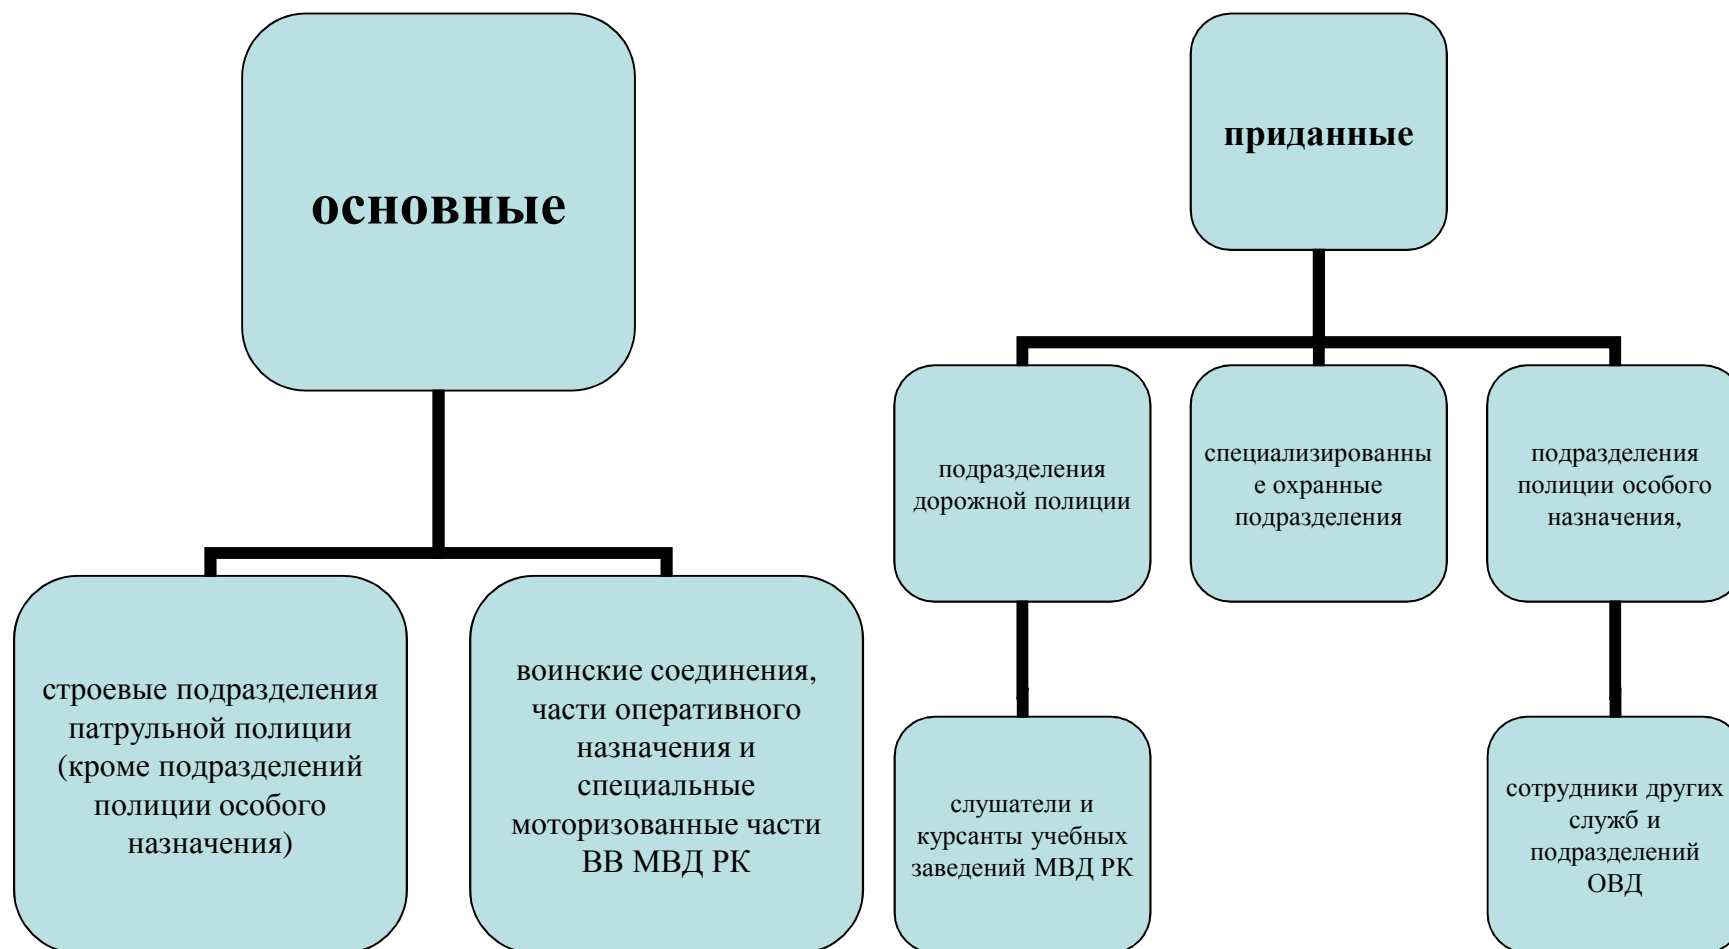 основные
строевые подразделения
патрульной полиции
(кроме подразделений
полиции особого
назначения)
воинские соединения,
части оперативного
назначения и
специальные
моторизованные части
ВВ МВД РК
приданные
подразделения
дорожной полиции
специализированны
е охранные
подразделения
подразделения
полиции особого
назначения,
слушатели и
курсанты учебных
заведений МВД РК
сотрудники других
служб и
подразделений
ОВД